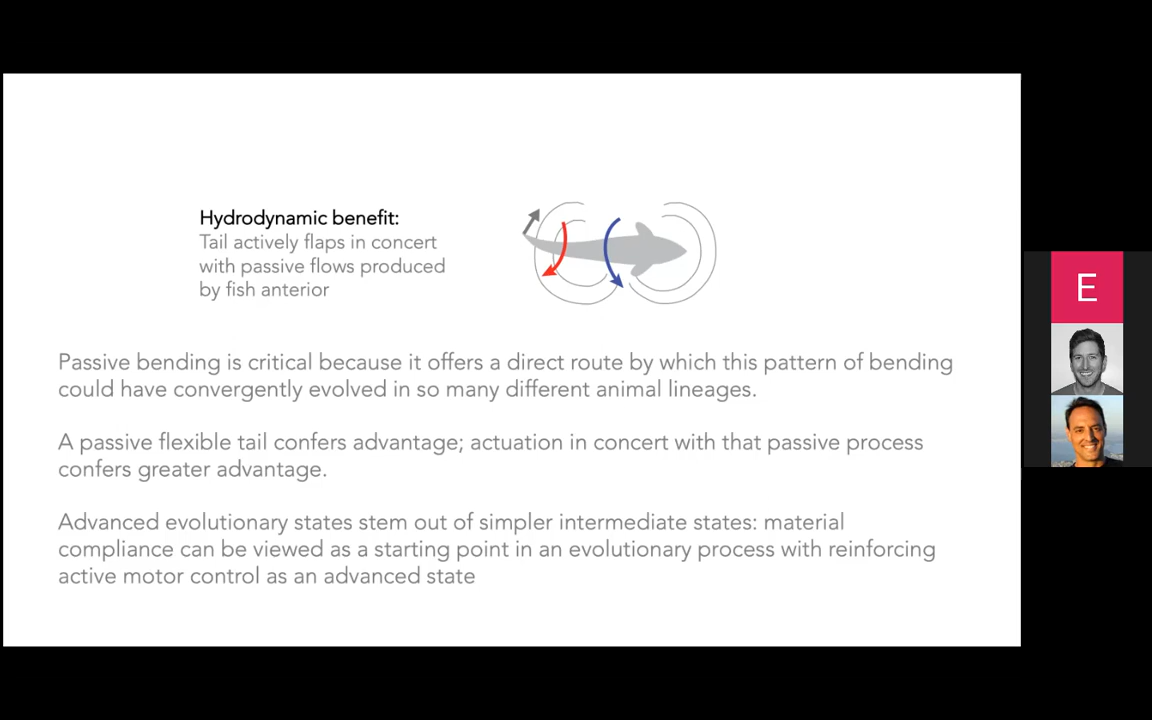 Hydrodynamic benefit:
Tail actively flaps in concert
with passive flows produced
by fish anterior
E
Passive bending is critical because it offers a direct route by which this pattern of bending
could have convergently evolved in so many different animal lineages.
A passive flexible tail confers advantage; actuation in concert with that passive process
confers greater advantage.
Advanced evolutionary states stem out of simpler intermediate states: material
compliance can be viewed as a starting point in an evolutionary process with reinforcing
active motor control as an advanced state